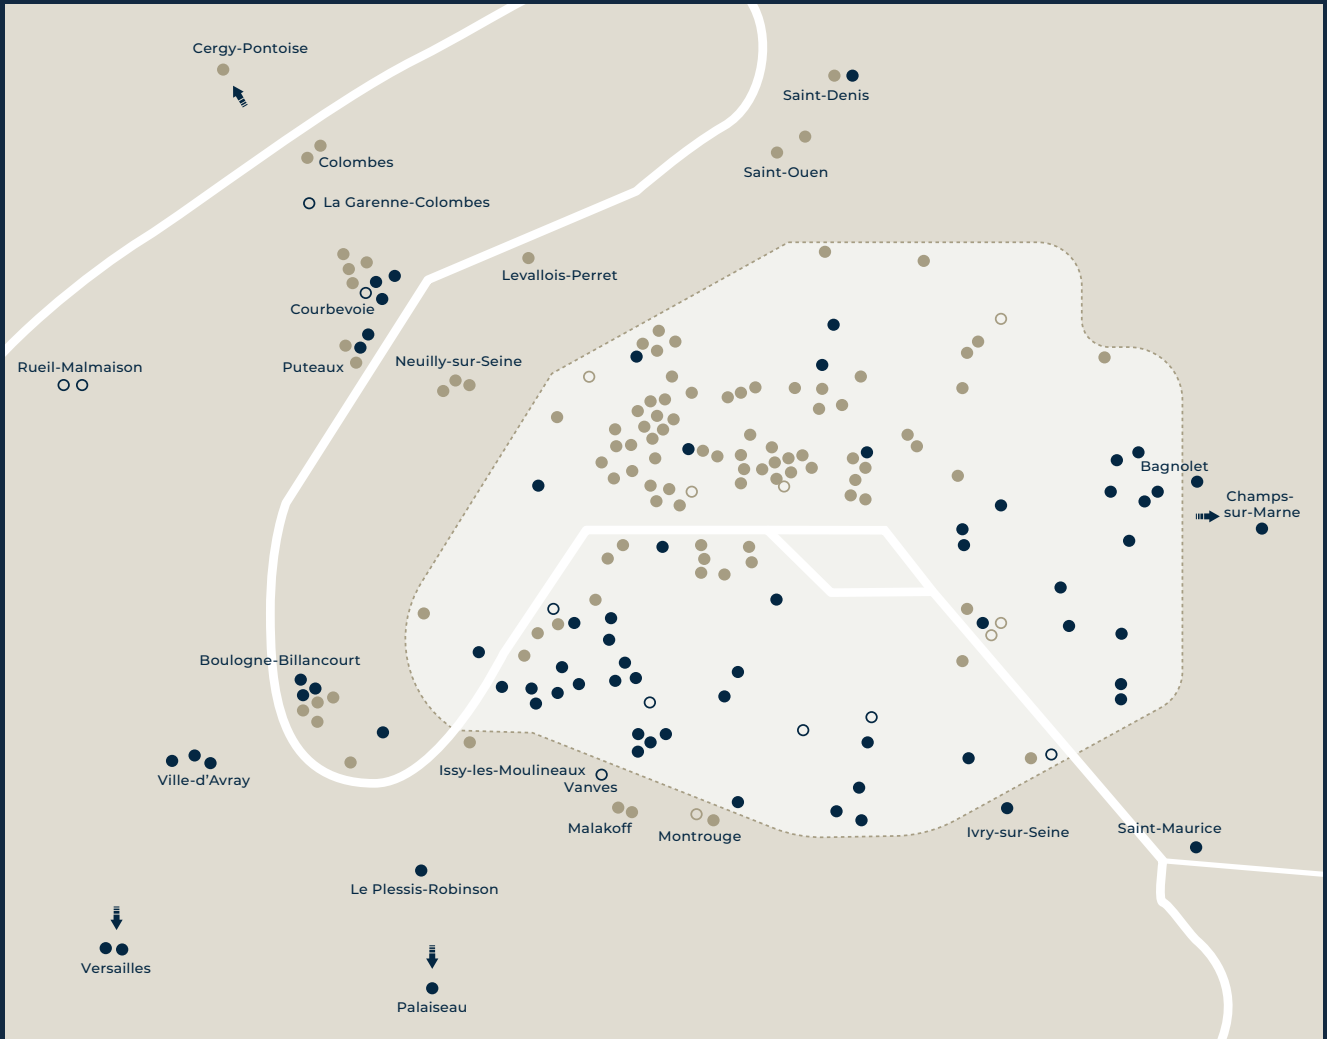 Cergy-Pontoise
Saint-Denis
Colombes
Saint-Ouen
La Garenne-Colombes
Levallois-Perret
Courbevoie
Rueil-Malmaison
Puteaux
Neuilly-sur-Seine
Bagnolet
Champs-
sur-Marne
Boulogne-Billancourt
Issy-les-Moulineaux
Ville-d’Avray
Vanves
Malakoff
Montrouge
Ivry-sur-Seine
Saint-Maurice
Le Plessis-Robinson
Versailles
Palaiseau